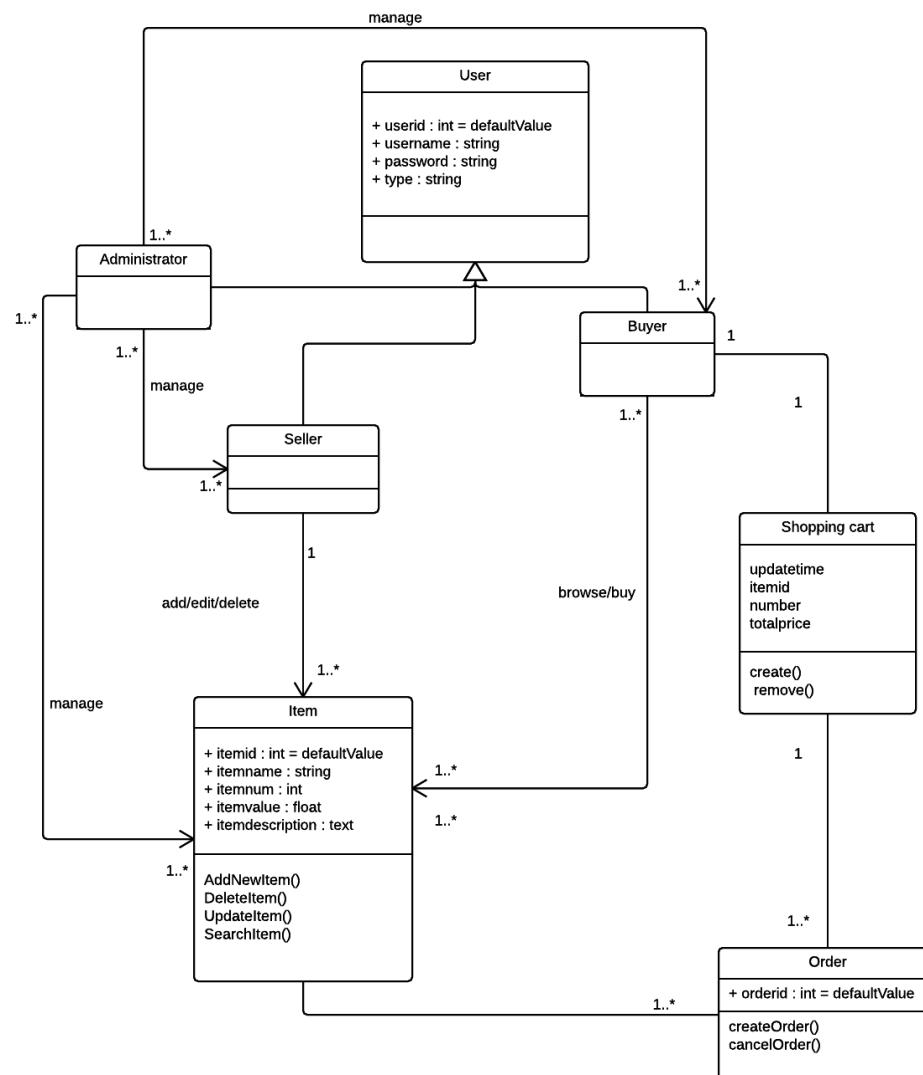 manage
User
+ userid : int = defaultValue
+ username : string
+ password : string
+ type : string
1..*
Administrator
1..*
1..*
Buyer
1..*
1
1..*
manage
1
1..*
Seller
1..*
Shopping cart
1
updatetime
itemid
number
totalprice
add/edit/delete
browse/buy
1..*
create()
remove()
manage
Item
+ itemid : int = defaultValue
+ itemname : string
+ itemnum : int
+ itemvalue : float
+ itemdescription : text
1
1..*
1..*
1..*
AddNewItem()
DeleteItem()
UpdateItem()
SearchItem()
1..*
Order
+ orderid : int = defaultValue
1..*
createOrder()
cancelOrder()